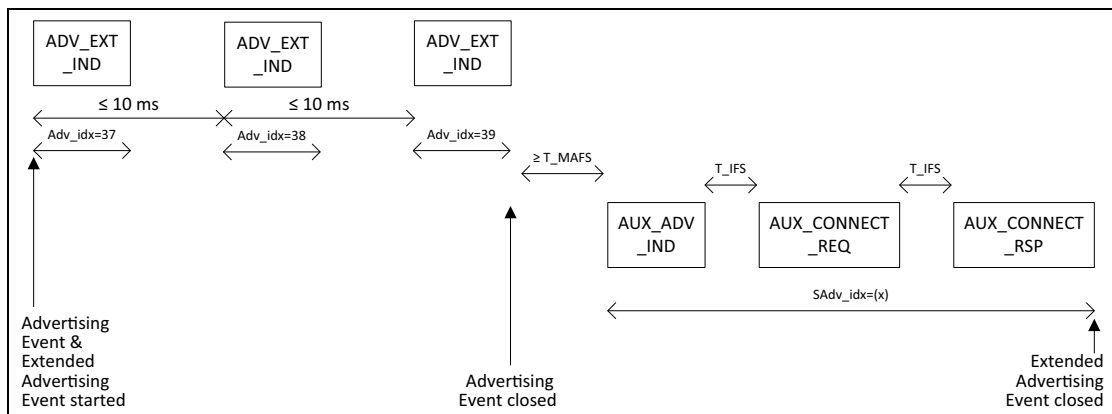 ADV_EXT
_IND
ADV_EXT
_IND
ADV_EXT
_IND
≤ 10 ms
≤ 10 ms
Adv_idx=37
Adv_idx=38
Adv_idx=39
≥ T_MAFS
T_IFS
T_IFS
AUX_ADV
_IND
AUX_CONNECT
_REQ
AUX_CONNECT
_RSP
SAdv_idx=(x)
Advertising
Event &
Extended
Advertising
Event started
Advertising
Event closed
Extended
Advertising
Event closed